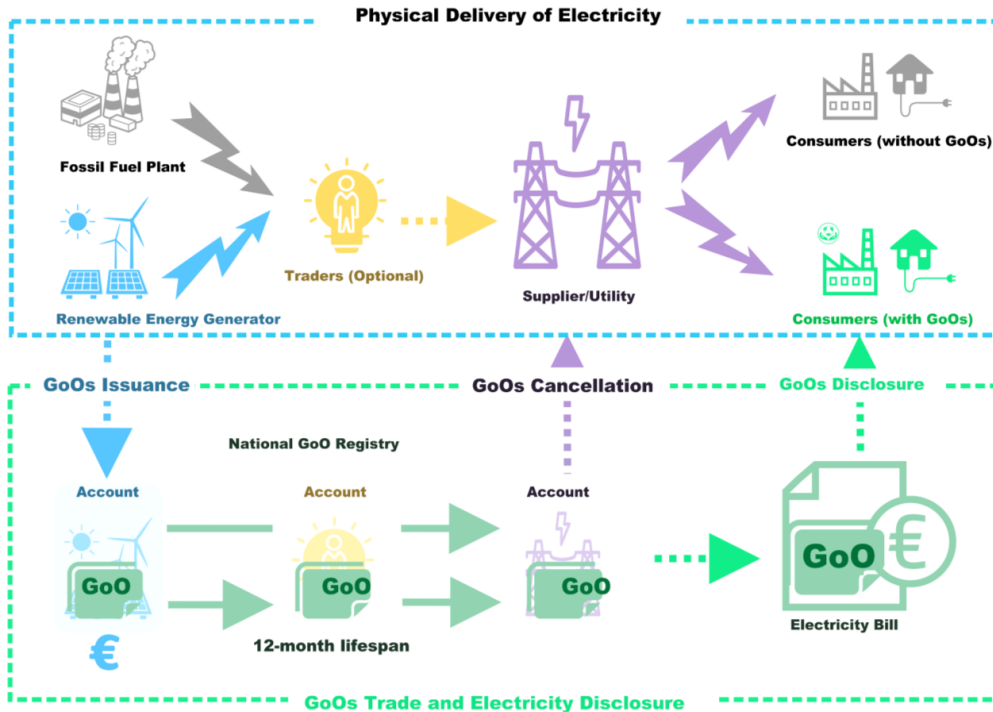 Physical Delivery of Electricity
Fossil Fuel Plant
Consumers (without GoOs)
Traders (Optional)
Supplier/Utility
Renewable Energy Generator
Consumers (with GoOs)
GoOs Issuance
GoOs Cancellation
GoOs Disclosure
National GoO Registry
Account
Account
Account
GoO
GoO
GoO
GoO
€
€
12-month lifespan
Electricity Bill
GoOs Trade and Electricity Disclosure